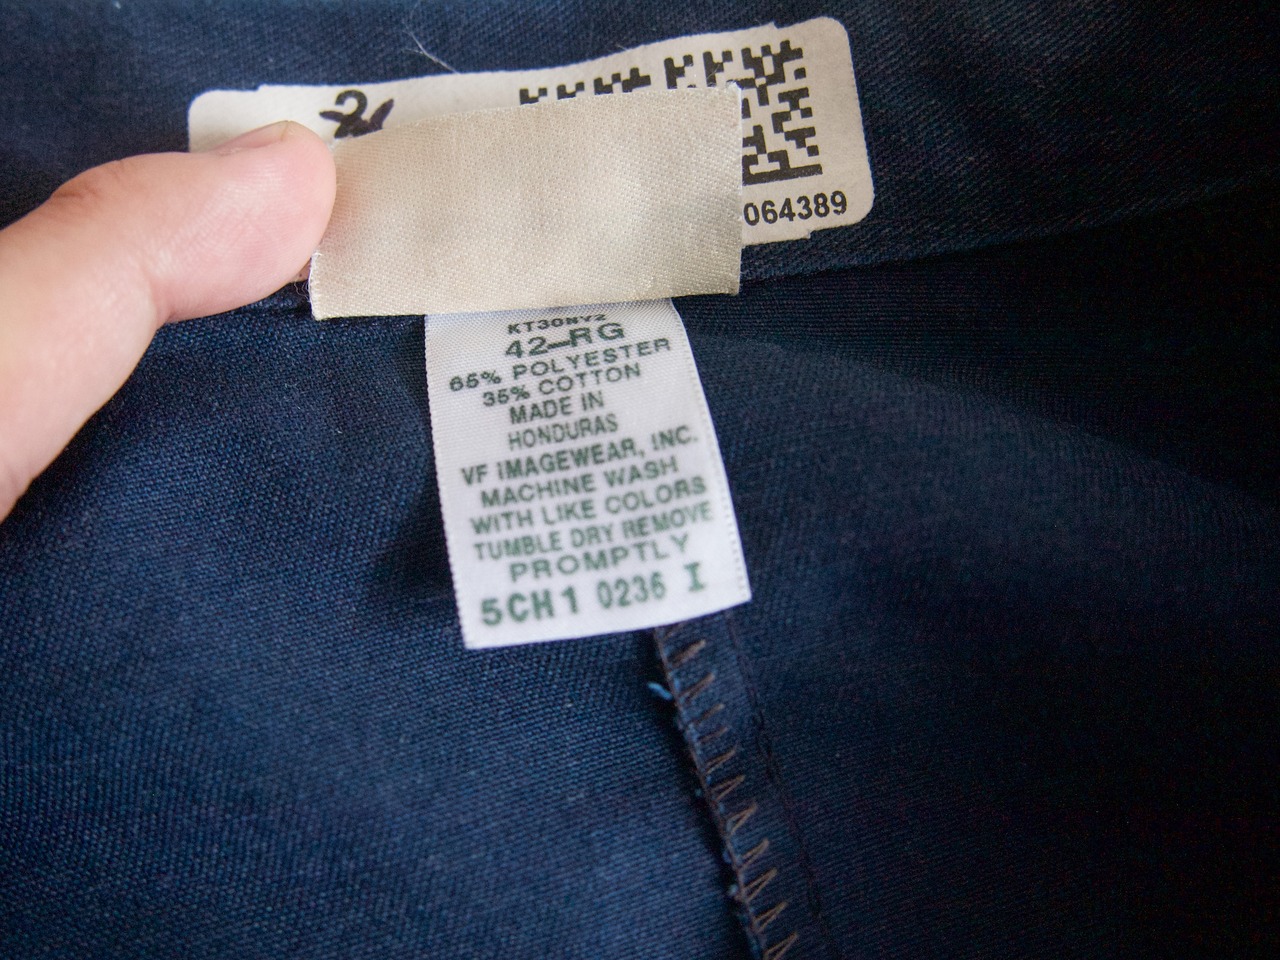 064389
KT30NV2
42-RG
65% POLYESTER
35% COTTON
MADE IN
HONDURAS
VF IMAGEWEAR, INC.
MACHINE WASH
WITH LIKE COLORS
TUMBLE DRY REMOVE
PROMPTLY
5CH1 0236 I